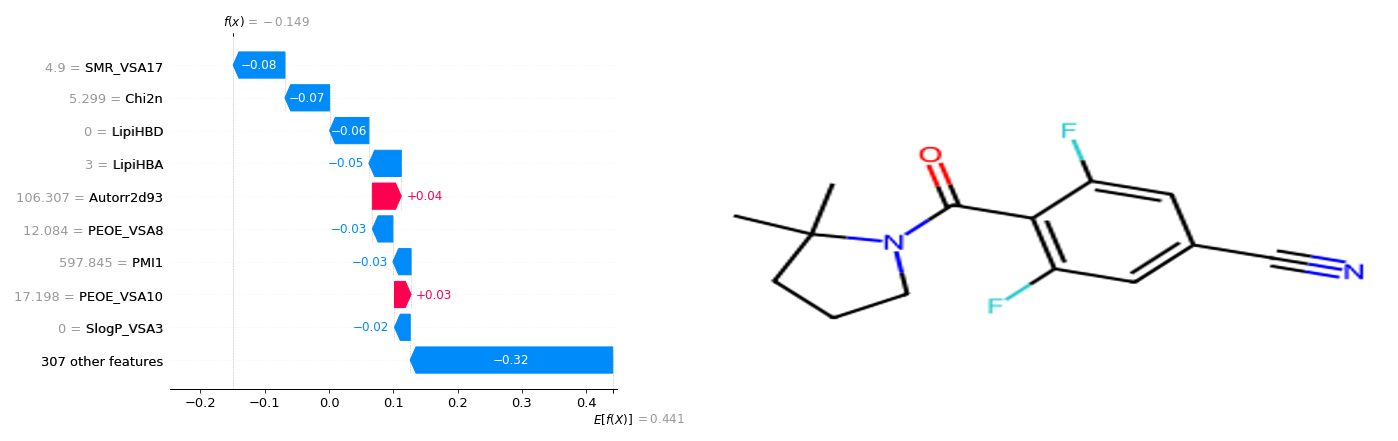 f(x) = −0.149
4.9 = SMR_VSA17 −0.08
5.299 = Chi2n −0.07
0 = LipiHBD −0.06
3 = LipiHBA −0.05
106.307 = Autorr2d93 +0.04
12.084 = PEOE_VSA8 −0.03
597.845 = PMI1 −0.03
17.198 = PEOE_VSA10 +0.03
0 = SlogP_VSA3 −0.02
307 other features −0.32
−0.2 −0.1 0.0 0.1 0.2 0.3 0.4
E[f(X)] = 0.441
F
O
N
N
F